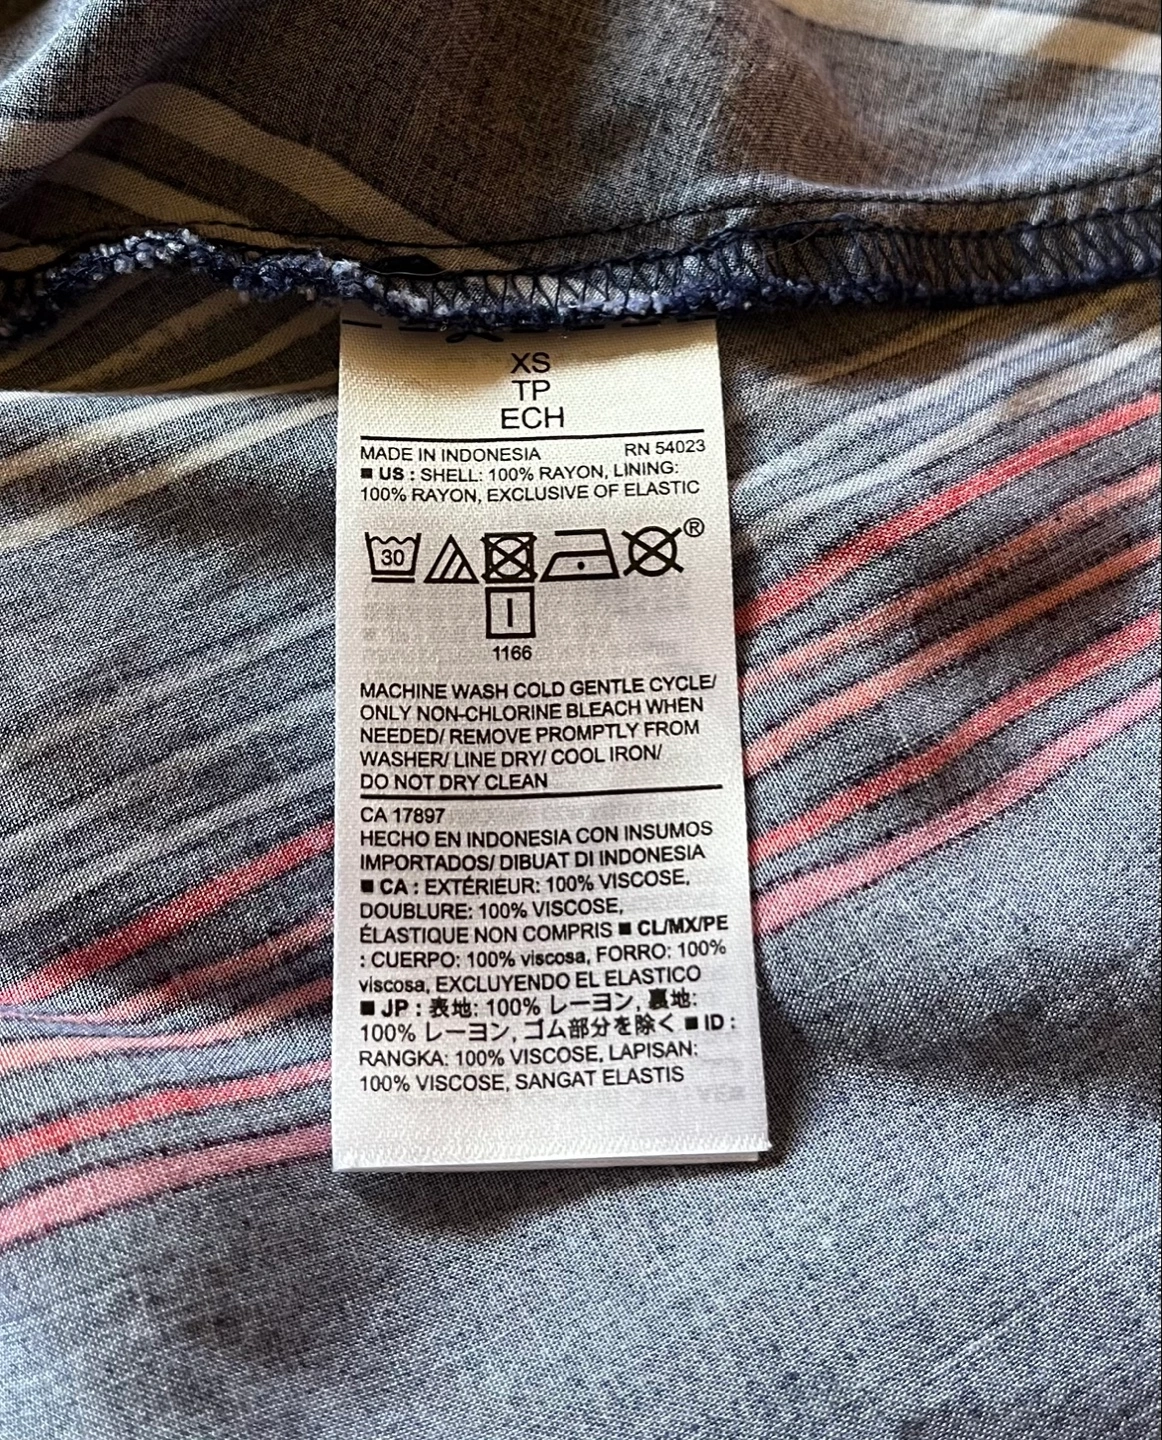 XS
TP
ECH
MADE IN INDONESIA RN 54023
■ US : SHELL: 100% RAYON, LINING:
100% RAYON, EXCLUSIVE OF ELASTIC
30 ®
1166
MACHINE WASH COLD GENTLE CYCLE/
ONLY NON-CHLORINE BLEACH WHEN
NEEDED/ REMOVE PROMPTLY FROM
WASHER/ LINE DRY/ COOL IRON/
DO NOT DRY CLEAN
CA 17897
HECHO EN INDONESIA CON INSUMOS
IMPORTADOS/ DIBUAT DI INDONESIA
■ CA : EXTÉRIEUR: 100% VISCOSE,
DOUBLURE: 100% VISCOSE,
ÉLASTIQUE NON COMPRIS ■ CL/MX/PE
: CUERPO: 100% viscosa, FORRO: 100%
viscosa, EXCLUYENDO EL ELASTICO
■ JP : 表地: 100% レーヨン, 裏地:
100% レーヨン, ゴム部分を除く ■ ID :
RANGKA: 100% VISCOSE, LAPISAN:
100% VISCOSE, SANGAT ELASTIS